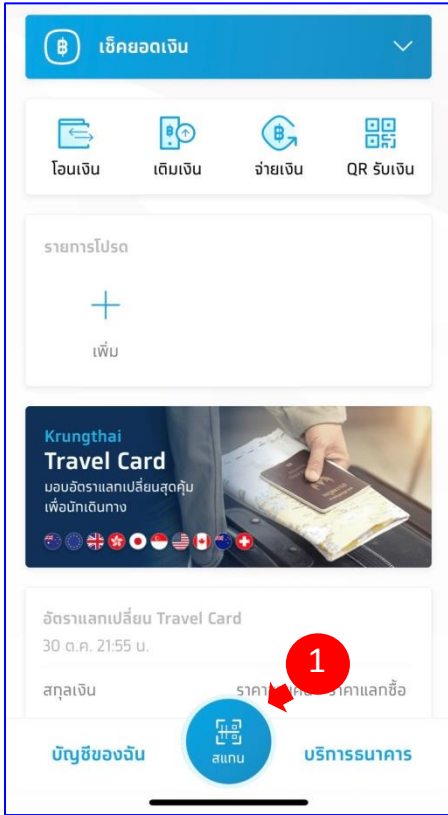 เช็คยอดเงิน
โอนเงิน เติมเงิน จ่ายเงิน QR รับเงิน
รายการโปรด
เพิ่ม
Krungthai
Travel Card
มอบอัตราแลกเปลี่ยนสุดคุ้ม
เพื่อนักเดินทาง
อัตราแลกเปลี่ยน Travel Card
30 ต.ค. 21:55 น.
1
สกุลเงิน ราคาแลกซื้อ
บัญชีของฉัน สแกน บริการธนาคาร